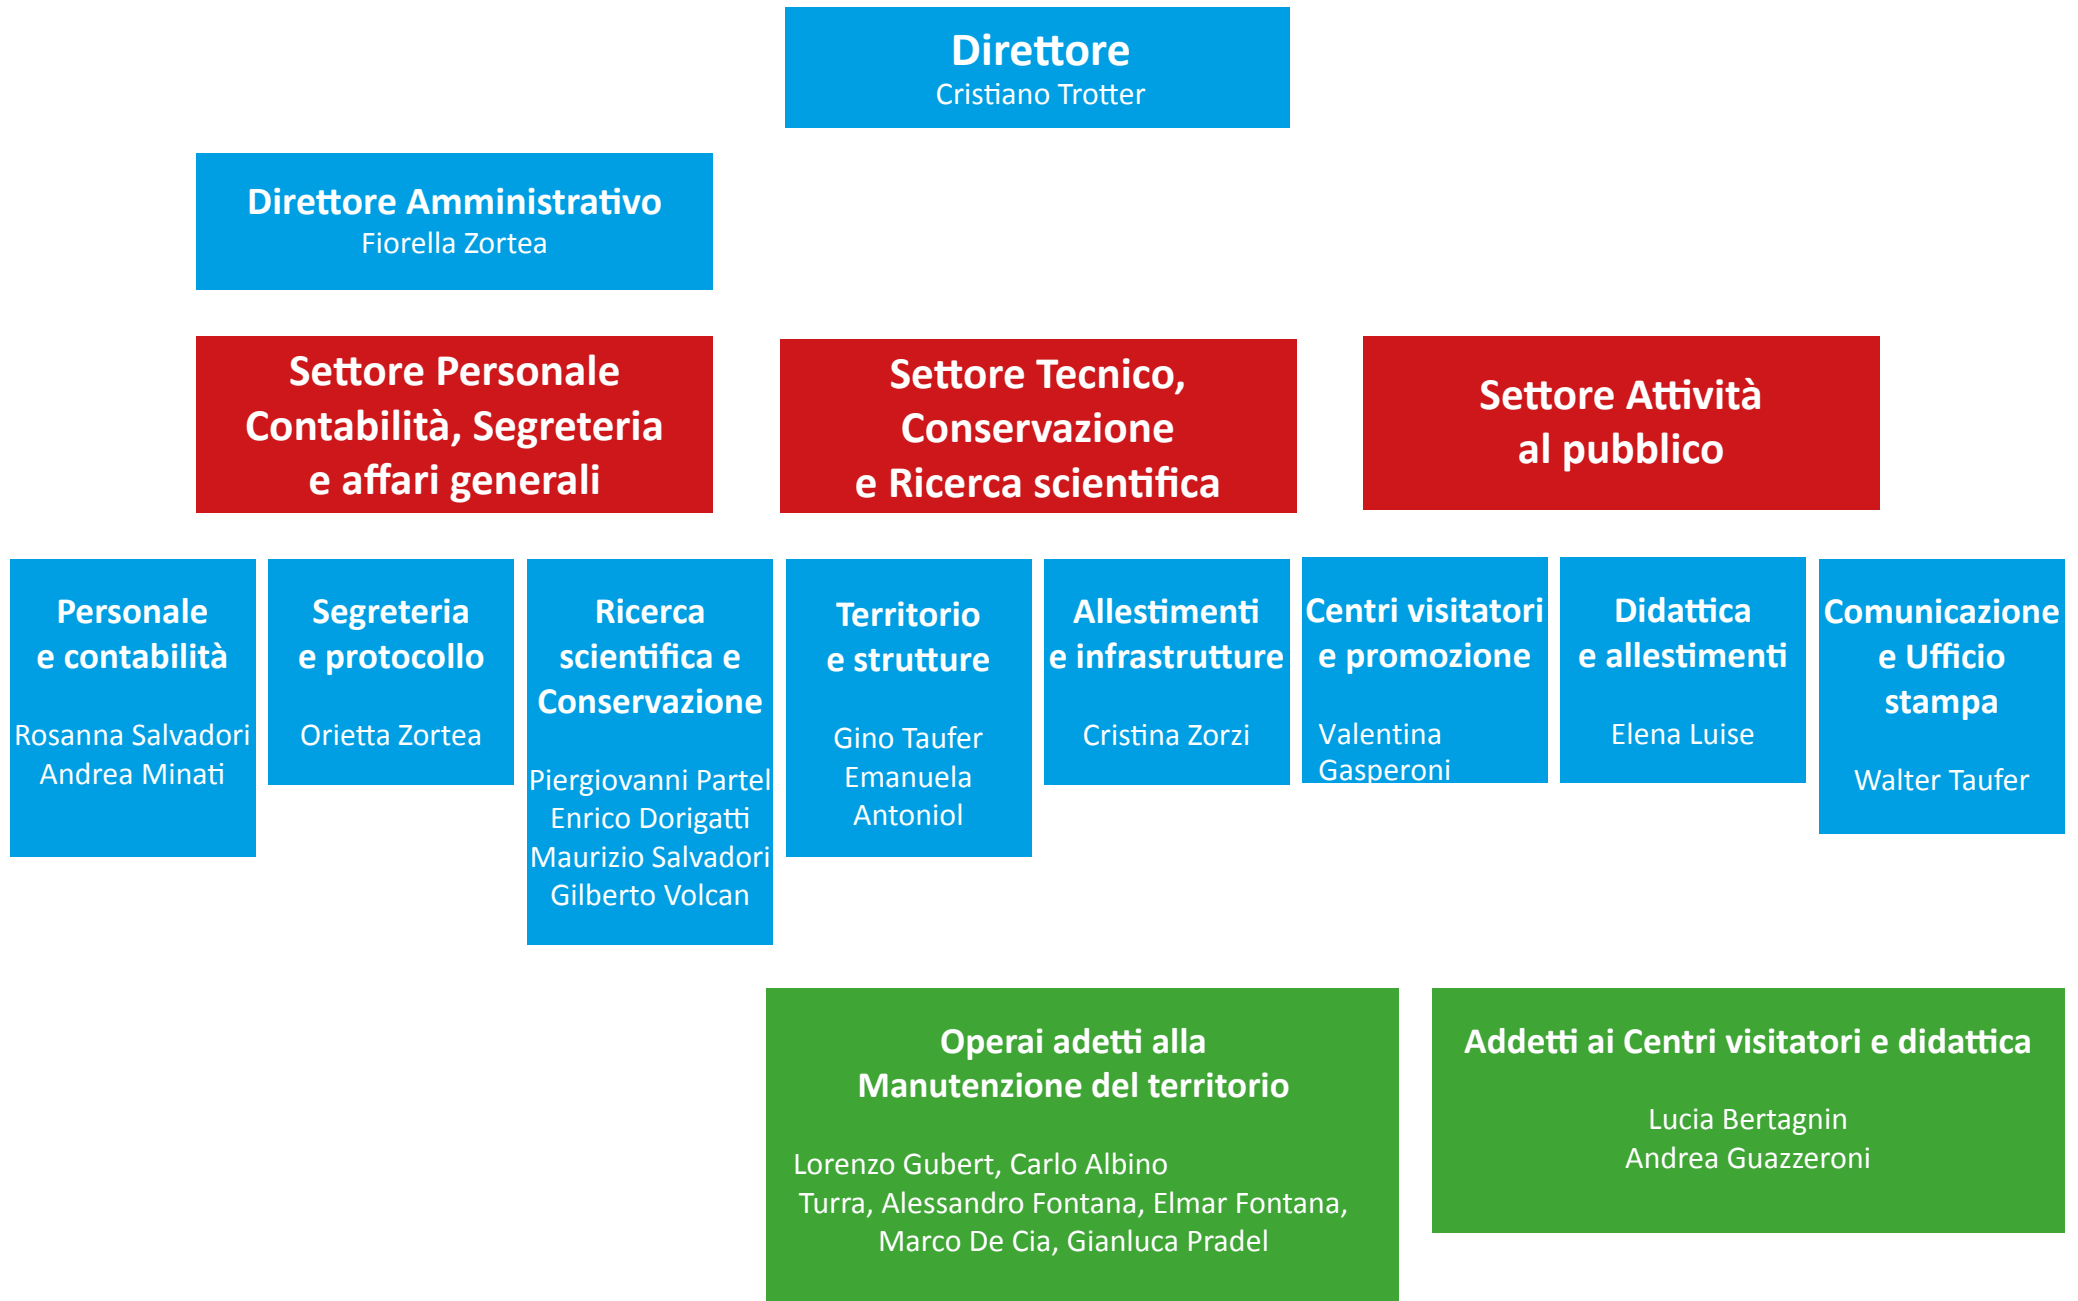 Direttore
Cristiano Trotter
Direttore Amministrativo
Fiorella Zortea
Settore Personale
Contabilità, Segreteria
e affari generali
Settore Tecnico,
Conservazione
e Ricerca scientifica
Settore Attività
al pubblico
Personale
e contabilità
Rosanna Salvadori
Andrea Minati
Segreteria
e protocollo
Orietta Zortea
Ricerca
scientifica e
Conservazione
Piergiovanni Partel
Enrico Dorigatti
Maurizio Salvadori
Gilberto Volcan
Territorio
e strutture
Gino Taufer
Emanuela
Antoniol
Allestimenti
e infrastrutture
Cristina Zorzi
Centri visitatori
e promozione
Valentina
Gasperoni
Didattica
e allestimenti
Elena Luise
Comunicazione
e Ufficio
stampa
Walter Taufer
Operai adetti alla
Manutenzione del territorio
Lorenzo Gubert, Carlo Albino
Turra, Alessandro Fontana, Elmar Fontana,
Marco De Cia, Gianluca Pradel
Addetti ai Centri visitatori e didattica
Lucia Bertagnin
Andrea Guazzeroni